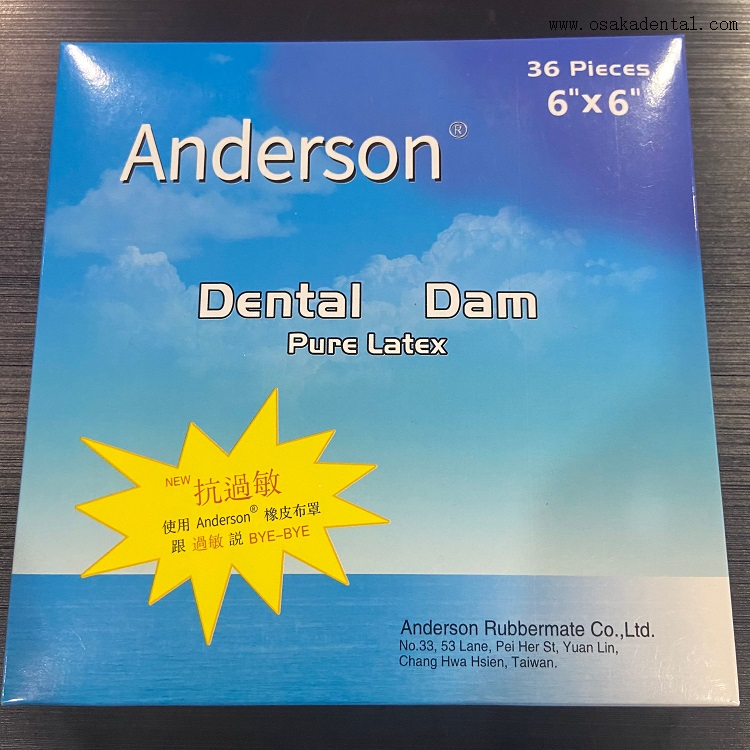 www.osakadental.com
36 Pieces
6"x6"
Anderson®
Dental Dam
Pure Latex
NEW 抗過敏
使用 Anderson® 橡皮布罩
跟 過敏 説 BYE-BYE
Anderson Rubbermate Co.,Ltd.
No.33, 53 Lane, Pei Her St, Yuan Lin,
Chang Hwa Hsien, Taiwan.